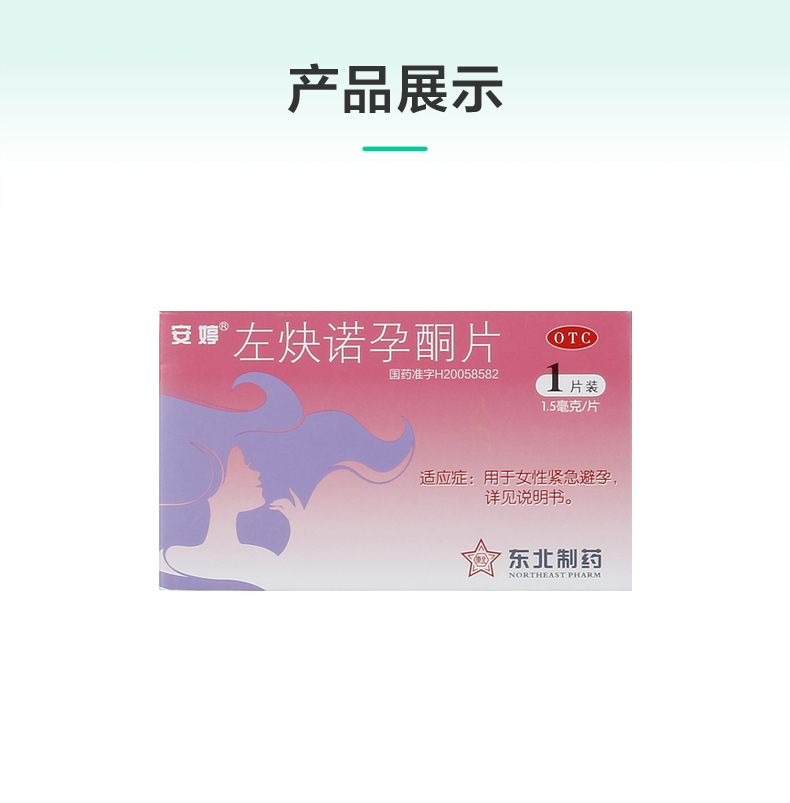 产品展示
安婷®
左炔诺孕酮片
OTC
国药准字H20058582
1片装
1.5毫克/片
适应症：用于女性紧急避孕，
详见说明书。
东北制药
NORTHEAST PHARM